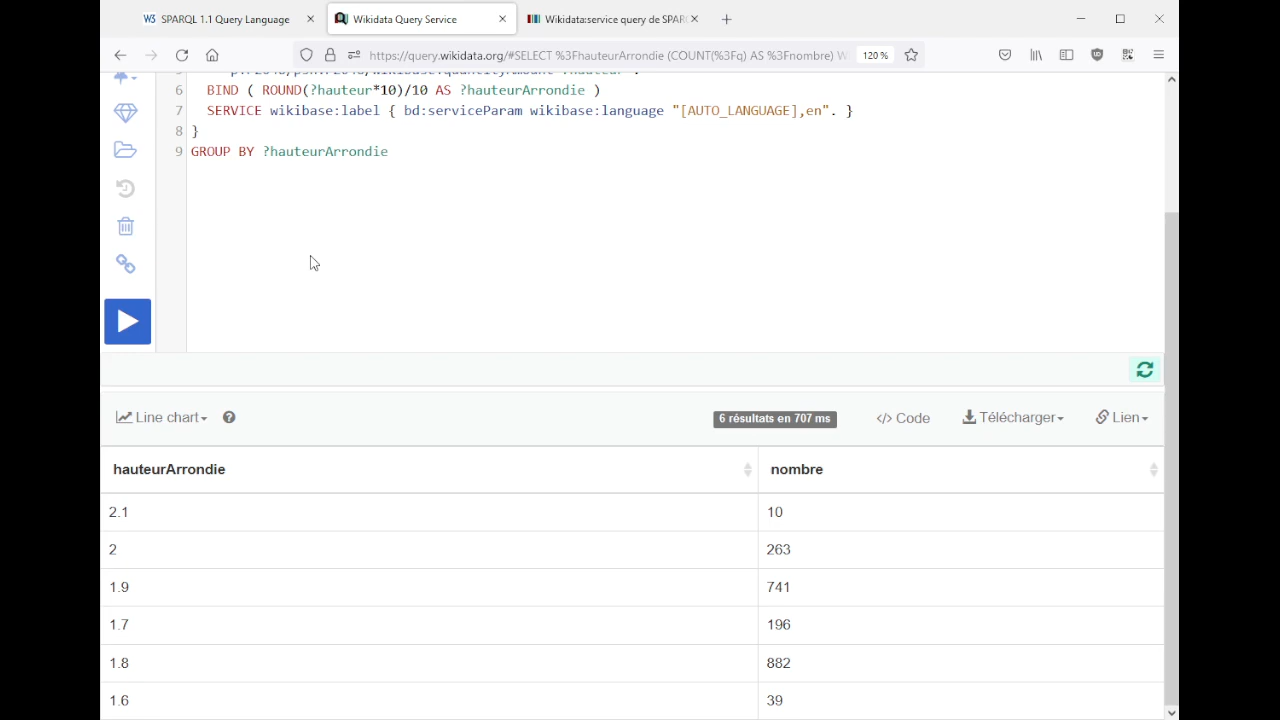 W3 SPARQL 1.1 Query Language
Wikidata Query Service
Wikidata:service query de SPAR
https://query.wikidata.org/#SELECT %3FhauteurArrondie (COUNT(%3Fq) AS %3Fnombre) W
120 %
6 BIND ( ROUND(?hauteur*10)/10 AS ?hauteurArrondie )
7 SERVICE wikibase:label { bd:serviceParam wikibase:language "[AUTO_LANGUAGE],en". }
8 }
9 GROUP BY ?hauteurArrondie
Line chart
6 résultats en 707 ms
</> Code
Télécharger
Lien
hauteurArrondie nombre
2.1 10
2 263
1.9 741
1.7 196
1.8 882
1.6 39